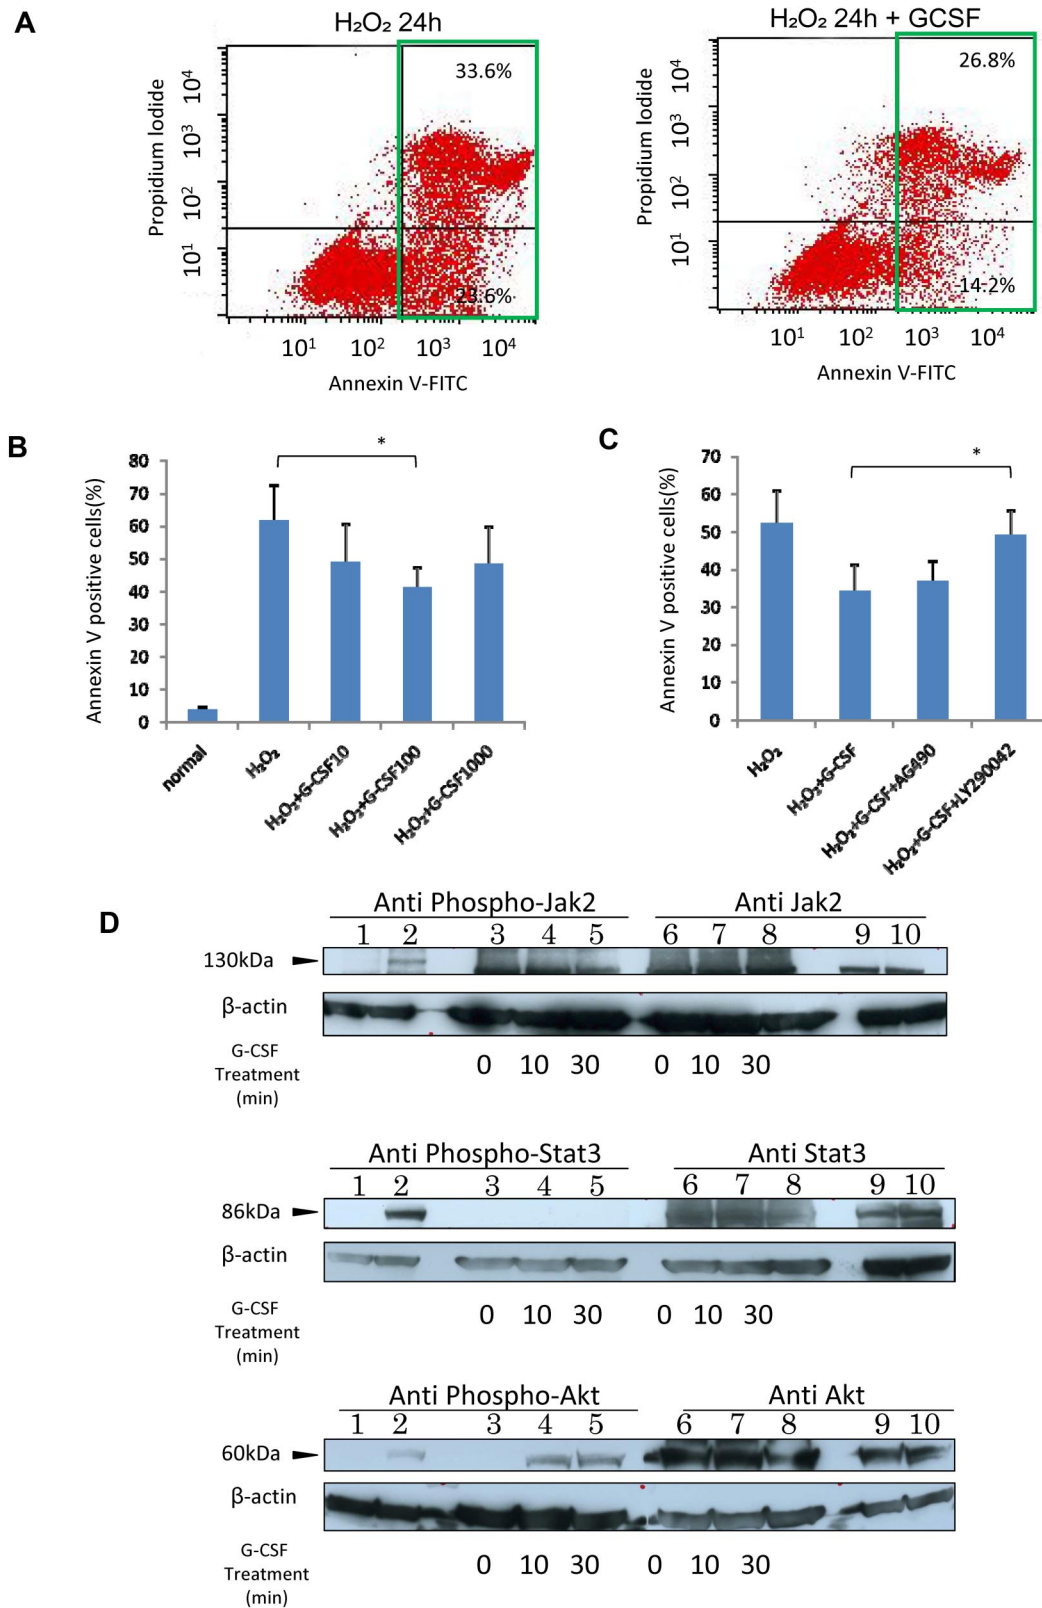 A
H₂O₂ 24h
H₂O₂ 24h + GCSF
33.6%
23.6%
26.8%
14.2%
Propidium Iodide
10⁴
10³
10²
10¹
10¹ 10² 10³ 10⁴
Annexin V-FITC
Propidium Iodide
10⁴
10³
10²
10¹
10¹ 10² 10³ 10⁴
Annexin V-FITC
B
*
Annexin V positive cells(%)
80
70
60
50
40
30
20
10
0
normal
H₂O₂
H₂O₂+G-CSF10
H₂O₂+G-CSF100
H₂O₂+G-CSF1000
C
*
Annexin V positive cells(%)
70
60
50
40
30
20
10
0
H₂O₂
H₂O₂+G-CSF
H₂O₂+G-CSF+AG490
H₂O₂+G-CSF+LY290042
D
Anti Phospho-Jak2 Anti Jak2
1 2 3 4 5 6 7 8 9 10
130kDa
β-actin
G-CSF
Treatment
(min)
0 10 30 0 10 30
Anti Phospho-Stat3 Anti Stat3
1 2 3 4 5 6 7 8 9 10
86kDa
β-actin
G-CSF
Treatment
(min)
0 10 30 0 10 30
Anti Phospho-Akt Anti Akt
1 2 3 4 5 6 7 8 9 10
60kDa
β-actin
G-CSF
Treatment
(min)
0 10 30 0 10 30